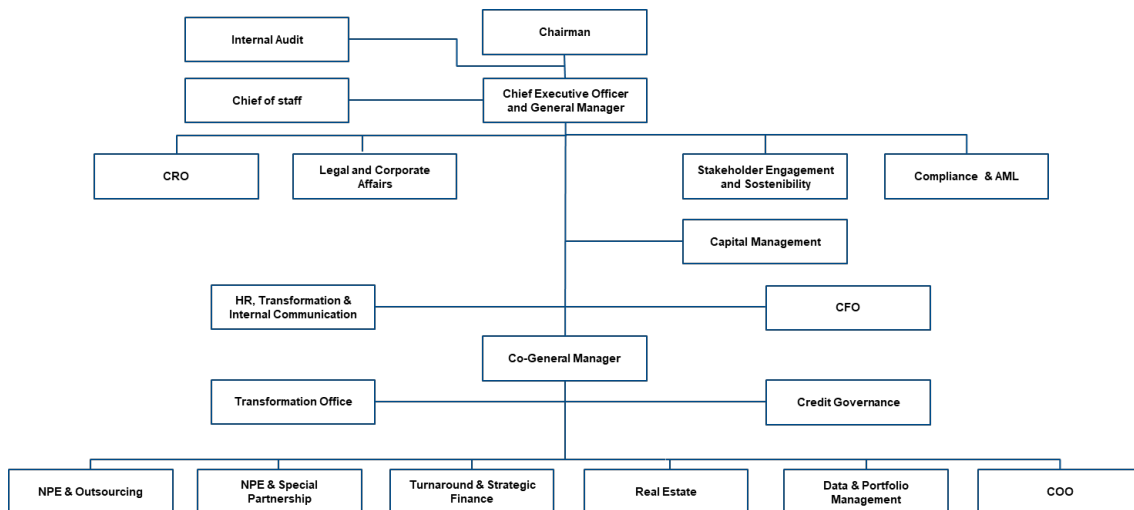 Chairman
Internal Audit
Chief Executive Officer
and General Manager
Chief of staff
CRO
Legal and Corporate
Affairs
Stakeholder Engagement
and Sostenibility
Compliance & AML
Capital Management
HR, Transformation &
Internal Communication
CFO
Co-General Manager
Transformation Office
Credit Governance
NPE & Outsourcing
NPE & Special
Partnership
Turnaround & Strategic
Finance
Real Estate
Data & Portfolio
Management
COO